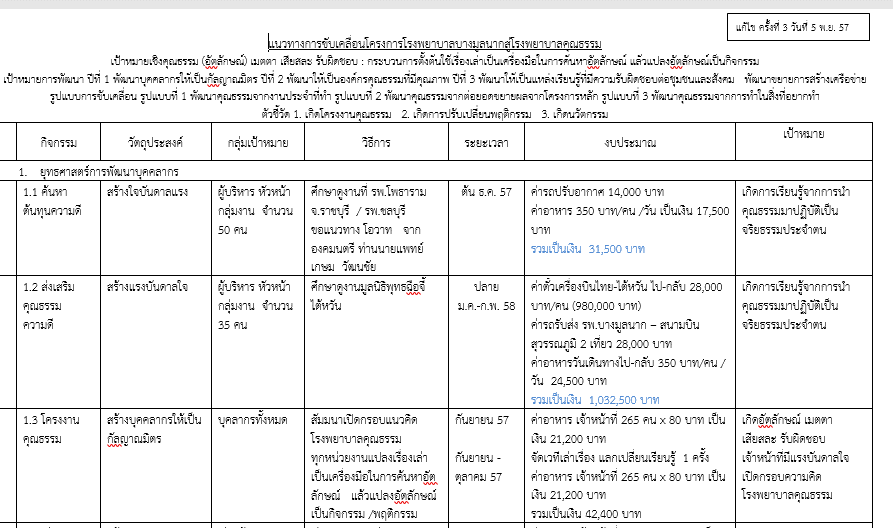 แก้ไข ครั้งที่ 3 วันที่ 5 พ.ย. 57
แนวทางการขับเคลื่อนโครงการโรงพยาบาลบางมูลนากสู่โรงพยาบาลคุณธรรม
เป้าหมายเชิงคุณธรรม (อัตลักษณ์) เมตตา เสียสละ รับผิดชอบ : กระบวนการตั้งต้นใช้เรื่องเล่าเป็นเครื่องมือในการค้นหาอัตลักษณ์ แล้วแปลงอัตลักษณ์เป็นกิจกรรม
เป้าหมายการพัฒนา ปีที่ 1 พัฒนาบุคคลากรให้เป็นกัลญาณมิตร ปีที่ 2 พัฒนาให้เป็นองค์กรคุณธรรมที่มีคุณภาพ ปีที่ 3 พัฒนาให้เป็นแหล่งเรียนรู้ที่มีความรับผิดชอบต่อชุมชนและสังคม พัฒนาขยายการสร้างเครือข่าย
รูปแบบการขับเคลื่อน รูปแบบที่ 1 พัฒนาคุณธรรมจากงานประจำที่ทำ รูปแบบที่ 2 พัฒนาคุณธรรมจากต่อยอดขยายผลจากโครงการหลัก รูปแบบที่ 3 พัฒนาคุณธรรมจากการทำในสิ่งที่อยากทำ
ตัวชี้วัด 1. เกิดโครงงานคุณธรรม 2. เกิดการปรับเปลี่ยนพฤติกรรม 3. เกิดนวัตกรรม
กิจกรรม วัตถุประสงค์ กลุ่มเป้าหมาย วิธีการ ระยะเวลา งบประมาณ เป้าหมาย
1. ยุทธศาสตร์การพัฒนาบุคคลากร
1.1 ค้นหา
ต้นทุนความดี
สร้างใจบันดาลแรง
ผู้บริหาร หัวหน้า
กลุ่มงาน จำนวน
50 คน
ศึกษาดูงานที่ รพ.โพธาราม
จ.ราชบุรี / รพ.ชลบุรี
ขอแนวทาง โอวาท จาก
องคมนตรี ท่านนายแพทย์
เกษม วัฒนชัย
ต้น ธ.ค. 57
ค่ารถปรับอากาศ 14,000 บาท
ค่าอาหาร 350 บาท/คน /วัน เป็นเงิน 17,500
บาท
รวมเป็นเงิน 31,500 บาท
เกิดการเรียนรู้จากการนำ
คุณธรรมมาปฏิบัติเป็น
จริยธรรมประจำตน
1.2 ส่งเสริม
คุณธรรม
ความดี
สร้างแรงบันดาลใจ
ผู้บริหาร หัวหน้า
กลุ่มงาน จำนวน
35 คน
ศึกษาดูงานมูลนิธิพุทธฉือจี้
ไต้หวัน
ปลาย
ม.ค.-ก.พ. 58
ค่าตั๋วเครื่องบินไทย-ไต้หวัน ไป-กลับ 28,000
บาท/คน (980,000 บาท)
ค่ารถรับส่ง รพ.บางมูลนาก – สนามบิน
สุวรรณภูมิ 2 เที่ยว 28,000 บาท
ค่าอาหารวันเดินทางไป-กลับ 350 บาท/คน /
วัน 24,500 บาท
รวมเป็นเงิน 1,032,500 บาท
เกิดการเรียนรู้จากการนำ
คุณธรรมมาปฏิบัติเป็น
จริยธรรมประจำตน
1.3 โครงงาน
คุณธรรม
สร้างบุคคลากรให้เป็น
กัลญาณมิตร
บุคลากรทั้งหมด
สัมมนาเปิดกรอบแนวคิด
โรงพยาบาลคุณธรรม
ทุกหน่วยงานแปลงเรื่องเล่า
เป็นเครื่องมือในการค้นหาอัต
ลักษณ์ แล้วแปลงอัตลักษณ์
เป็นกิจกรรม /พฤติกรรม
กันยายน 57
กันยายน -
ตุลาคม 57
ค่าอาหาร เจ้าหน้าที่ 265 คน x 80 บาท เป็น
เงิน 21,200 บาท
จัดเวทีเล่าเรื่อง แลกเปลี่ยนเรียนรู้ 1 ครั้ง
ค่าอาหาร เจ้าหน้าที่ 265 คน x 80 บาท เป็น
เงิน 21,200 บาท
รวมเป็นเงิน 42,400 บาท
เกิดอัตลักษณ์ เมตตา
เสียสละ รับผิดชอบ
เจ้าหน้าที่มีแรงบันดาลใจ
เปิดกรอบความคิด
โรงพยาบาลคุณธรรม